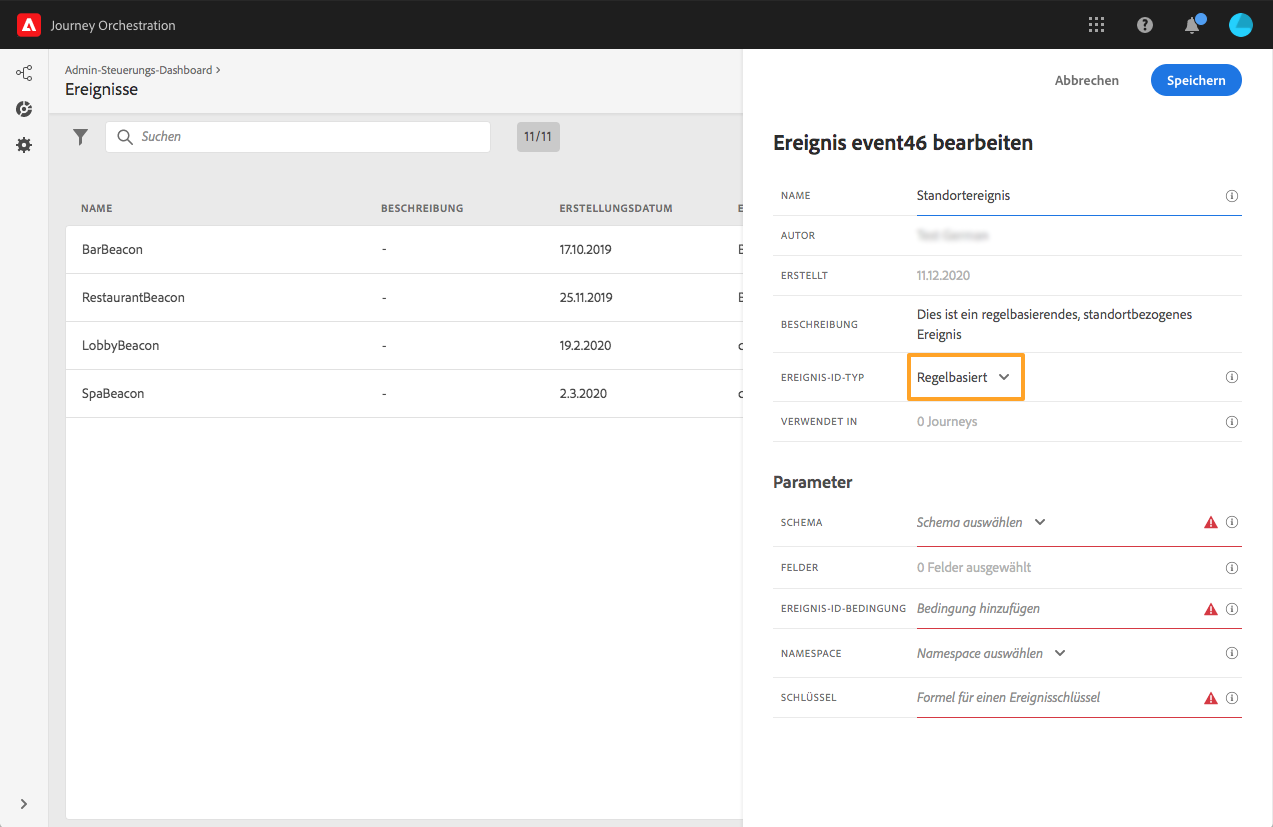 Journey Orchestration
Admin-Steuerungs-Dashboard >
Ereignisse
Suchen
11/11
NAME BESCHREIBUNG ERSTELLUNGSDATUM
BarBeacon - 17.10.2019
RestaurantBeacon - 25.11.2019
LobbyBeacon - 19.2.2020
SpaBeacon - 2.3.2020
Abbrechen
Speichern
Ereignis event46 bearbeiten
NAME Standortereignis
AUTOR
ERSTELLT 11.12.2020
BESCHREIBUNG Dies ist ein regelbasierendes, standortbezogenes
Ereignis
EREIGNIS-ID-TYP Regelbasiert
VERWENDET IN 0 Journeys
Parameter
SCHEMA Schema auswählen
FELDER 0 Felder ausgewählt
EREIGNIS-ID-BEDINGUNG Bedingung hinzufügen
NAMESPACE Namespace auswählen
SCHLÜSSEL Formel für einen Ereignisschlüssel